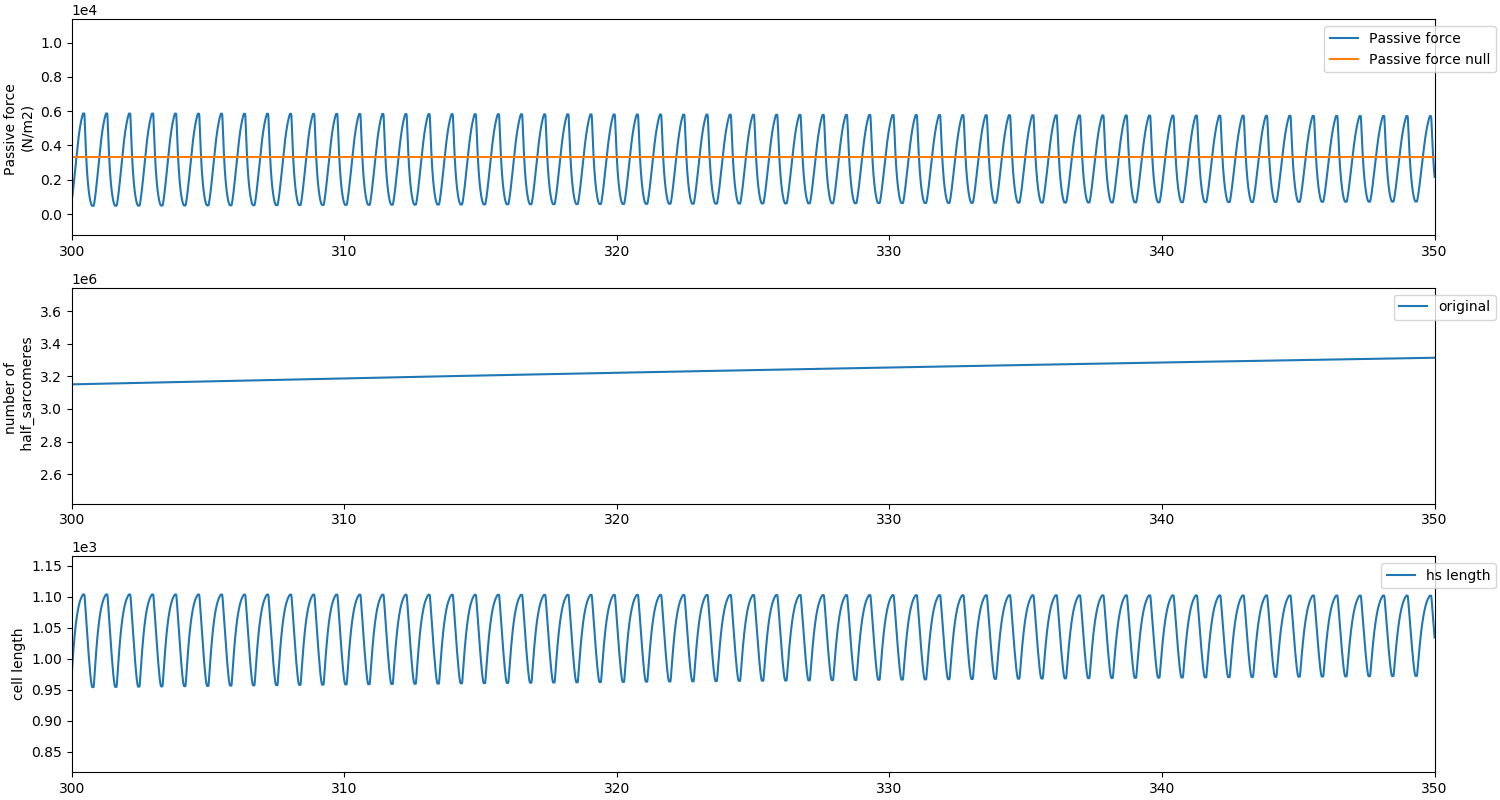 1e4
Passive force
(N/m2)
1.0
0.8
0.6
0.4
0.2
0.0
300 310 320 330 340 350
Passive force
Passive force null
1e6
number of
half_sarcomeres
3.6
3.4
3.2
3.0
2.8
2.6
300 310 320 330 340 350
original
1e3
cell length
1.15
1.10
1.05
1.00
0.95
0.90
0.85
300 310 320 330 340 350
hs length